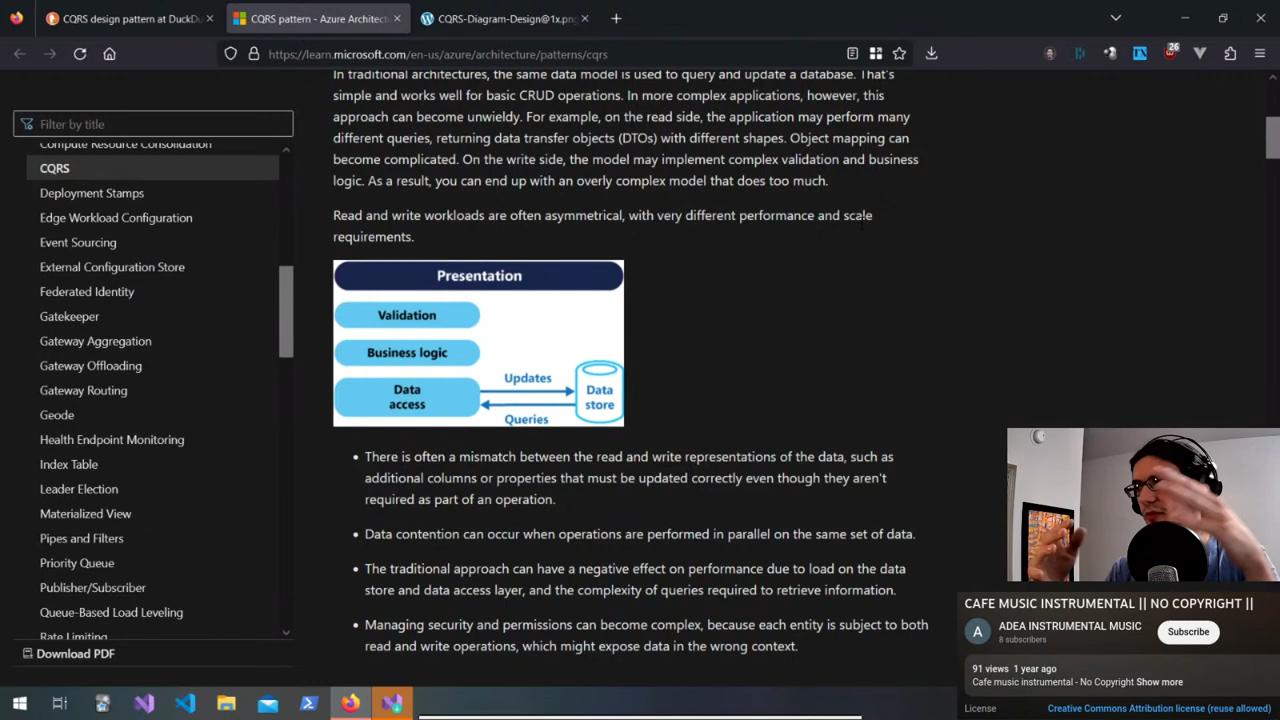 CQRS design pattern at DuckDu
CQRS pattern - Azure Architect
CQRS-Diagram-Design@1x.png
https://learn.microsoft.com/en-us/azure/architecture/patterns/cqrs
26
Filter by title
Compute Resource Consolidation
CQRS
Deployment Stamps
Edge Workload Configuration
Event Sourcing
External Configuration Store
Federated Identity
Gatekeeper
Gateway Aggregation
Gateway Offloading
Gateway Routing
Geode
Health Endpoint Monitoring
Index Table
Leader Election
Materialized View
Pipes and Filters
Priority Queue
Publisher/Subscriber
Queue-Based Load Leveling
Rate Limiting
Download PDF
In traditional architectures, the same data model is used to query and update a database. That's
simple and works well for basic CRUD operations. In more complex applications, however, this
approach can become unwieldy. For example, on the read side, the application may perform many
different queries, returning data transfer objects (DTOs) with different shapes. Object mapping can
become complicated. On the write side, the model may implement complex validation and business
logic. As a result, you can end up with an overly complex model that does too much.
Read and write workloads are often asymmetrical, with very different performance and scale
requirements.
Presentation
Validation
Business logic
Data
access
Updates
Queries
Data
store
• There is often a mismatch between the read and write representations of the data, such as
additional columns or properties that must be updated correctly even though they aren't
required as part of an operation.
• Data contention can occur when operations are performed in parallel on the same set of data.
• The traditional approach can have a negative effect on performance due to load on the data
store and data access layer, and the complexity of queries required to retrieve information.
• Managing security and permissions can become complex, because each entity is subject to both
read and write operations, which might expose data in the wrong context.
CAFE MUSIC INSTRUMENTAL || NO COPYRIGHT ||
A
ADEA INSTRUMENTAL MUSIC
8 subscribers
Subscribe
91 views 1 year ago
Cafe music instrumental - No Copyright Show more
License
Creative Commons Attribution license (reuse allowed)